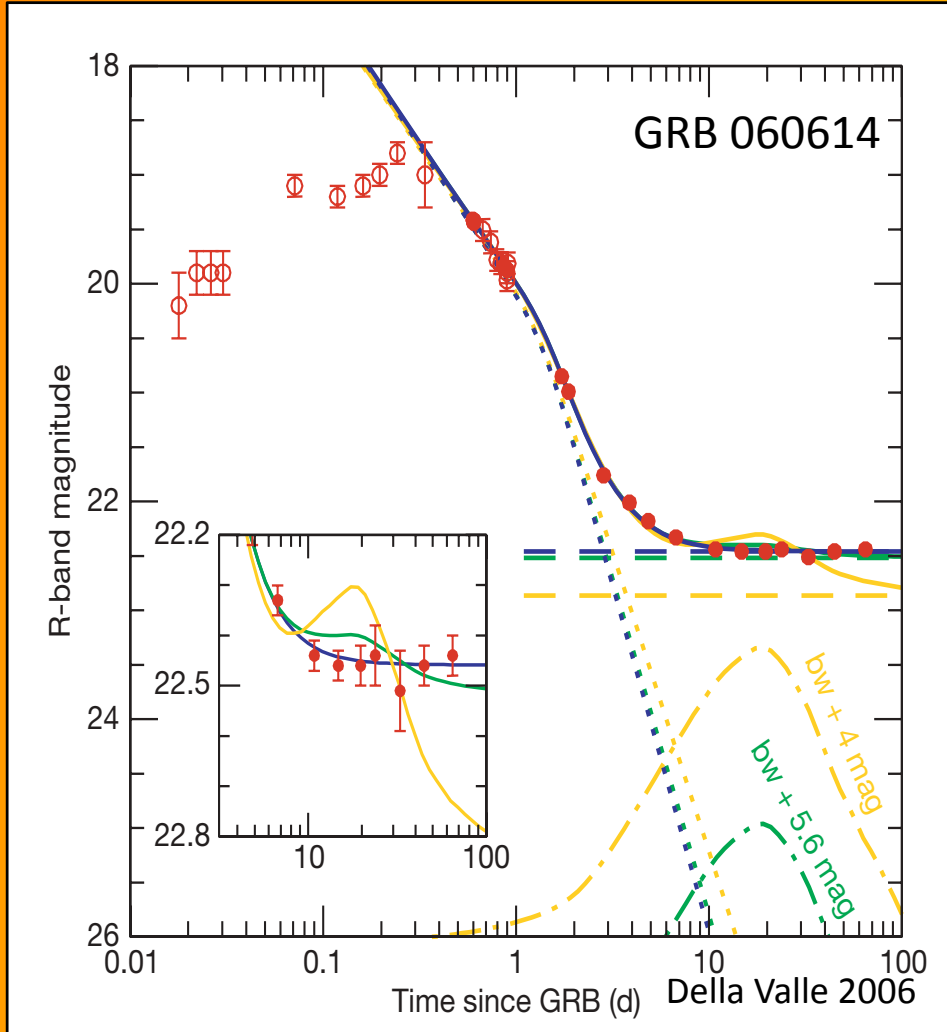 GRB 060614
18
20
22
24
26
R-band magnitude
22.2
22.5
22.8
10
100
bw + 4 mag
bw + 5.6 mag
0.01
0.1
1
10
100
Time since GRB (d)
Della Valle 2006